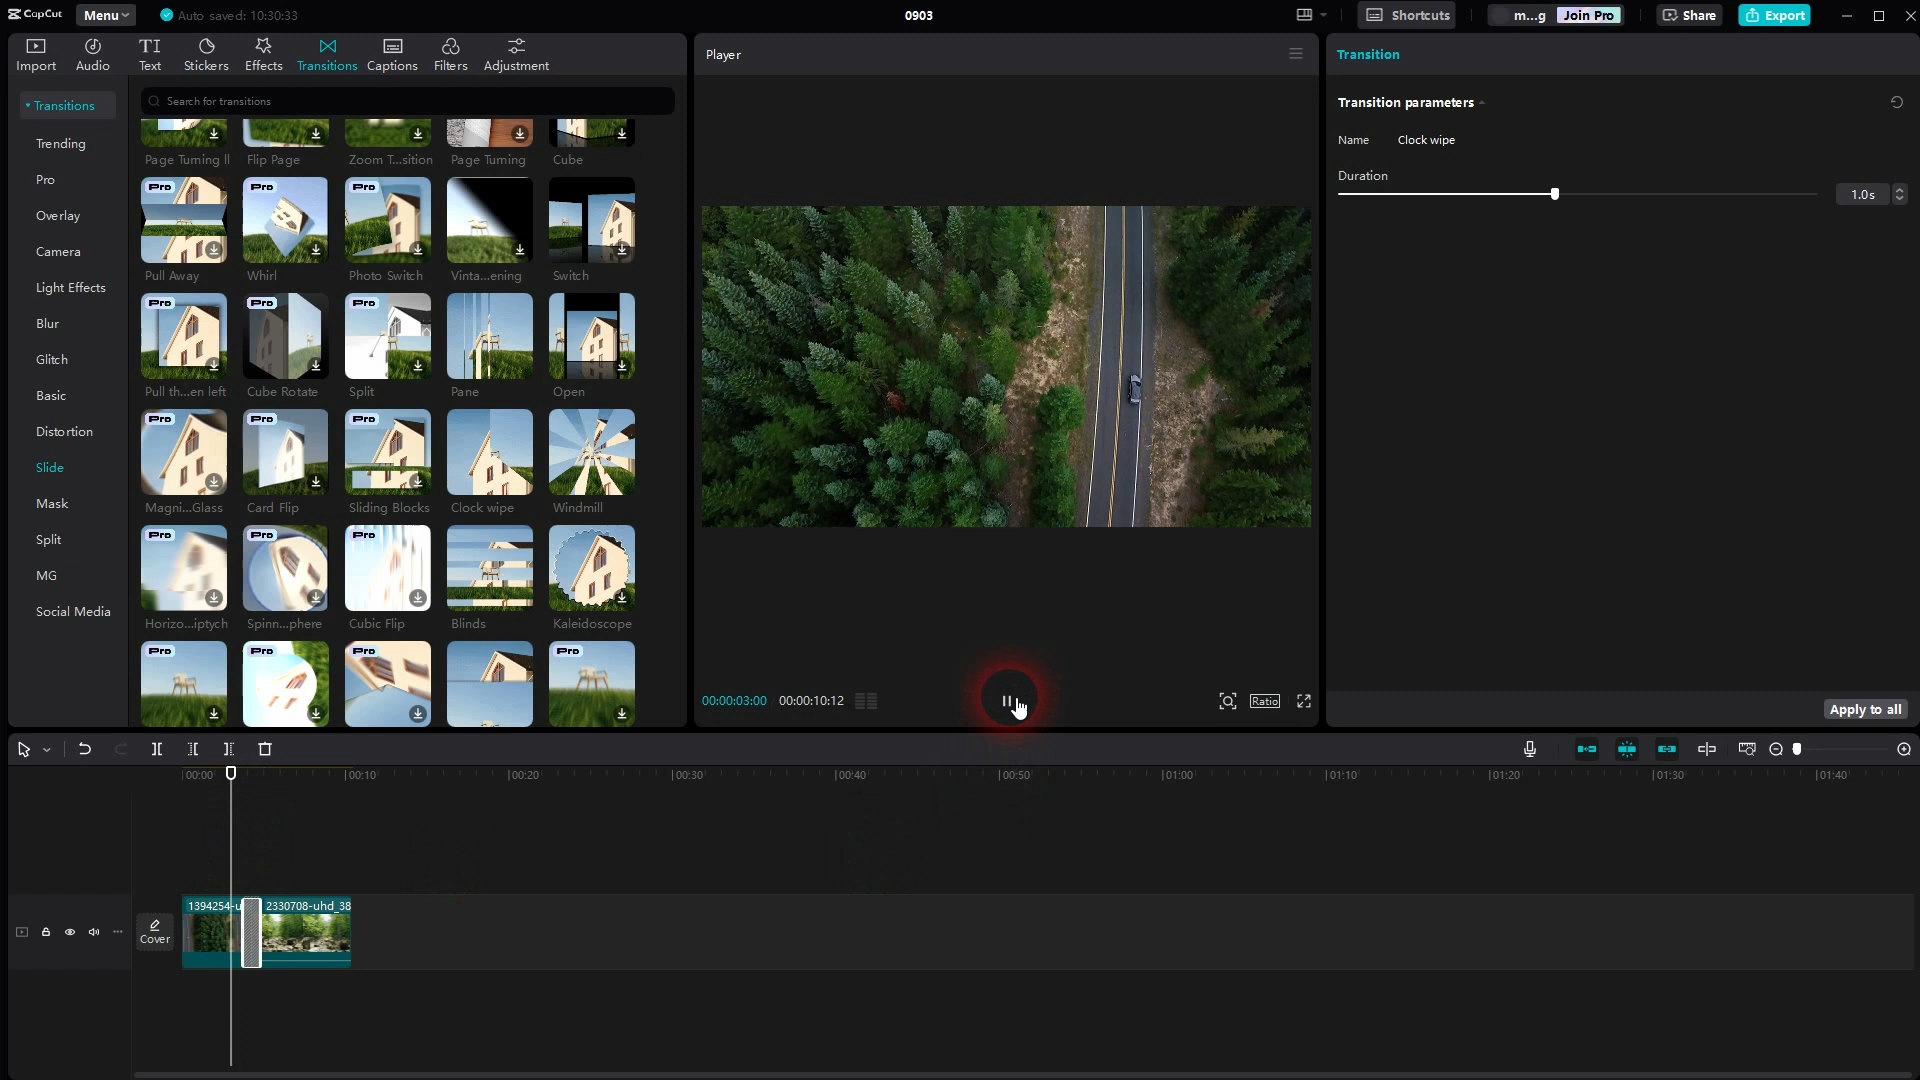 CapCut
Menu
Auto saved: 10:30:33
0903
Shortcuts
m...g
Join Pro
Share
Export
Import
Audio
Text
Stickers
Effects
Transitions
Captions
Filters
Adjustment
Player
Transition
Transitions
Search for transitions
Transition parameters
Trending
Name
Clock wipe
Page Turning II
Flip Page
Zoom T...sition
Page Turning
Cube
Pro
Duration
1.0s
Pro
Pro
Pro
Overlay
Camera
Pull Away
Whirl
Photo Switch
Vinta...ening
Switch
Light Effects
Pro
Pro
Pro
Blur
Glitch
Pull th...en left
Cube Rotate
Split
Pane
Open
Basic
Pro
Pro
Pro
Distortion
Slide
Mask
Magni...Glass
Card Flip
Sliding Blocks
Clock wipe
Windmill
Pro
Pro
Pro
Split
MG
Social Media
Horizo...iptych
Spinn...phere
Cubic Flip
Blinds
Kaleidoscope
Pro
Pro
Pro
Pro
00:00:03:00
00:00:10:12
Ratio
Apply to all
00:00
00:10
00:20
00:30
00:40
00:50
01:00
01:10
01:20
01:30
01:40
1394254-u
2330708-uhd_38
Cover